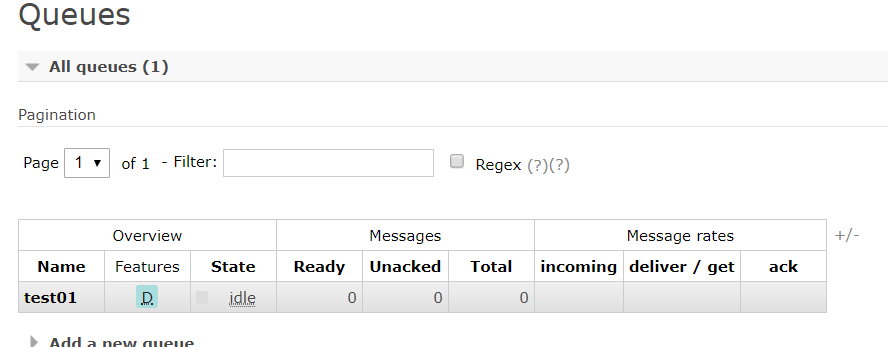 Queues
All queues (1)
Pagination
Page 1 of 1 - Filter: Regex (?)(?)
Overview Messages Message rates +/-
Name Features State Ready Unacked Total incoming deliver / get ack
test01 D idle 0 0 0
Add a new queue